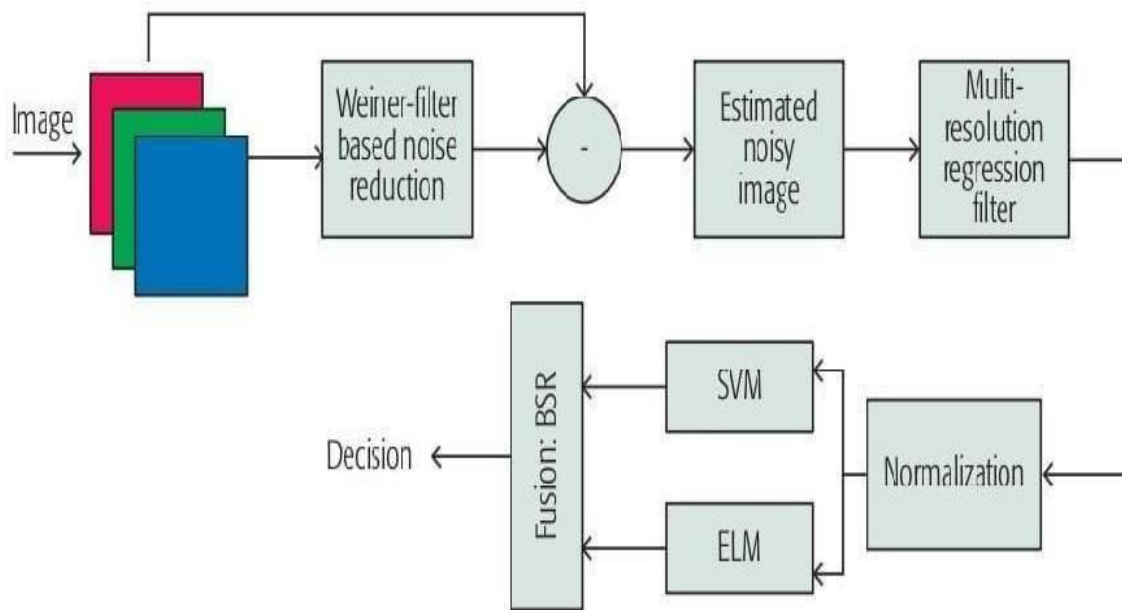 Image
Weiner-filter
based noise
reduction
-
Estimated
noisy
image
Multi-
resolution
regression
filter
Normalization
SVM
ELM
Fusion: BSR
Decision